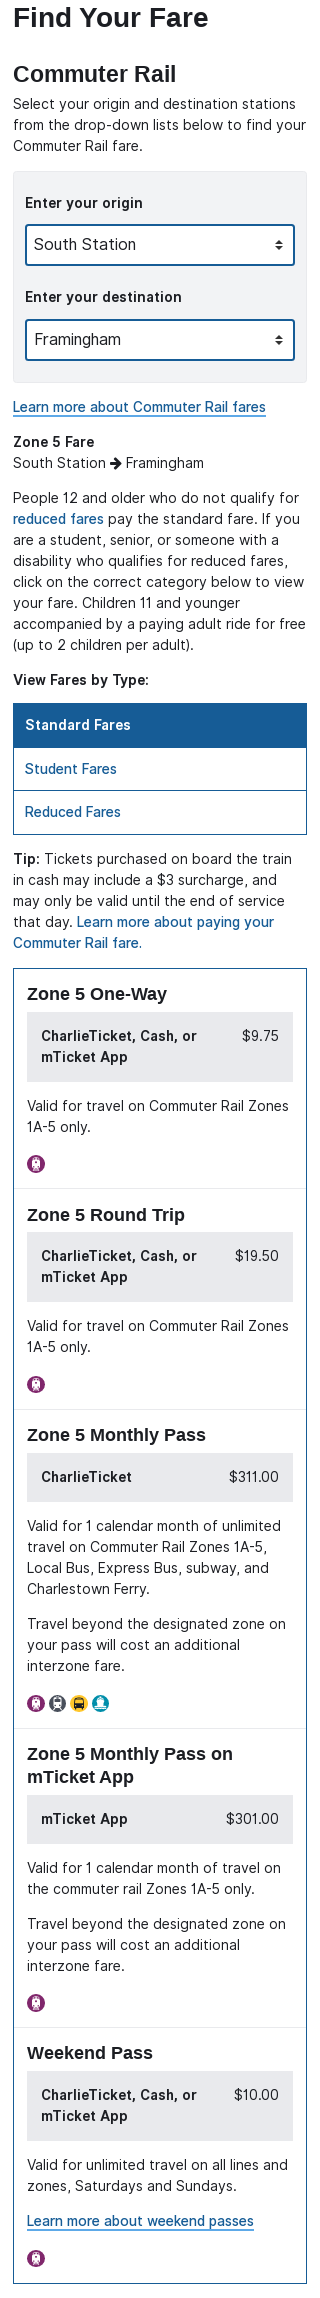 Find Your Fare
Commuter Rail
Select your origin and destination stations
from the drop-down lists below to find your
Commuter Rail fare.
Enter your origin
South Station
Enter your destination
Framingham
Learn more about Commuter Rail fares
Zone 5 Fare
South Station → Framingham
People 12 and older who do not qualify for
reduced fares pay the standard fare. If you
are a student, senior, or someone with a
disability who qualifies for reduced fares,
click on the correct category below to view
your fare. Children 11 and younger
accompanied by a paying adult ride for free
(up to 2 children per adult).
View Fares by Type:
Standard Fares
Student Fares
Reduced Fares
Tip: Tickets purchased on board the train
in cash may include a $3 surcharge, and
may only be valid until the end of service
that day. Learn more about paying your
Commuter Rail fare.
Zone 5 One-Way
CharlieTicket, Cash, or $9.75
mTicket App
Valid for travel on Commuter Rail Zones
1A-5 only.
Zone 5 Round Trip
CharlieTicket, Cash, or $19.50
mTicket App
Valid for travel on Commuter Rail Zones
1A-5 only.
Zone 5 Monthly Pass
CharlieTicket $311.00
Valid for 1 calendar month of unlimited
travel on Commuter Rail Zones 1A-5,
Local Bus, Express Bus, subway, and
Charlestown Ferry.
Travel beyond the designated zone on
your pass will cost an additional
interzone fare.
Zone 5 Monthly Pass on
mTicket App
mTicket App $301.00
Valid for 1 calendar month of travel on
the commuter rail Zones 1A-5 only.
Travel beyond the designated zone on
your pass will cost an additional
interzone fare.
Weekend Pass
CharlieTicket, Cash, or $10.00
mTicket App
Valid for unlimited travel on all lines and
zones, Saturdays and Sundays.
Learn more about weekend passes